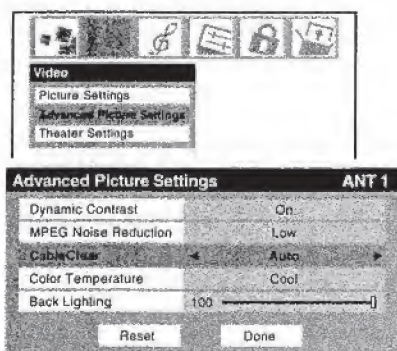 Video
Picture Settings
Advanced Picture Settings
Theater Settings
Advanced Picture Settings ANT 1
Dynamic Contrast On
MPEG Noise Reduction Low
CableClear Auto
Color Temperature Cool
Back Lighting 100
Reset Done